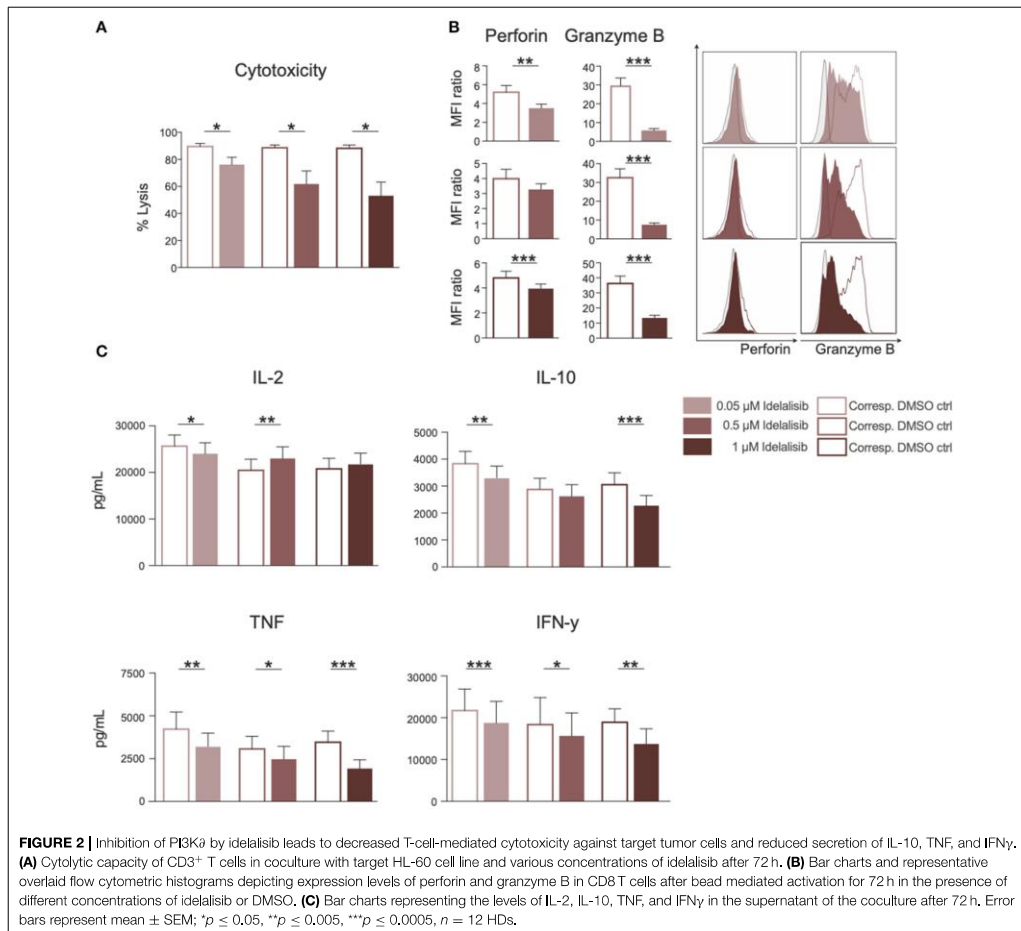 A
Cytotoxicity
% Lysis
100
80
60
40
20
0
*
*
*
B
Perforin
Granzyme B
MFI ratio
6
4
2
0
**
40
30
20
10
0
***
MFI ratio
5
4
3
2
1
0
40
30
20
10
0
***
MFI ratio
6
4
2
0
***
50
40
30
20
10
0
***
Perforin
Granzyme B
C
IL-2
pg/mL
30000
20000
10000
0
*
**
IL-10
5000
4000
3000
2000
1000
0
**
***
0.05 µM Idelalisib
Corresp. DMSO ctrl
0.5 µM Idelalisib
Corresp. DMSO ctrl
1 µM Idelalisib
Corresp. DMSO ctrl
TNF
pg/mL
7500
5000
2500
0
**
*
***
IFN-y
30000
20000
10000
0
***
*
**
FIGURE 2 | Inhibition of PI3K∂ by idelalisib leads to decreased T-cell-mediated cytotoxicity against target tumor cells and reduced secretion of IL-10, TNF, and IFNγ.
(A) Cytolytic capacity of CD3⁺ T cells in coculture with target HL-60 cell line and various concentrations of idelalisib after 72 h. (B) Bar charts and representative
overlaid flow cytometric histograms depicting expression levels of perforin and granzyme B in CD8 T cells after bead mediated activation for 72 h in the presence of
different concentrations of idelalisib or DMSO. (C) Bar charts representing the levels of IL-2, IL-10, TNF, and IFNγ in the supernatant of the coculture after 72 h. Error
bars represent mean ± SEM; *p ≤ 0.05, **p ≤ 0.005, ***p ≤ 0.0005, n = 12 HDs.